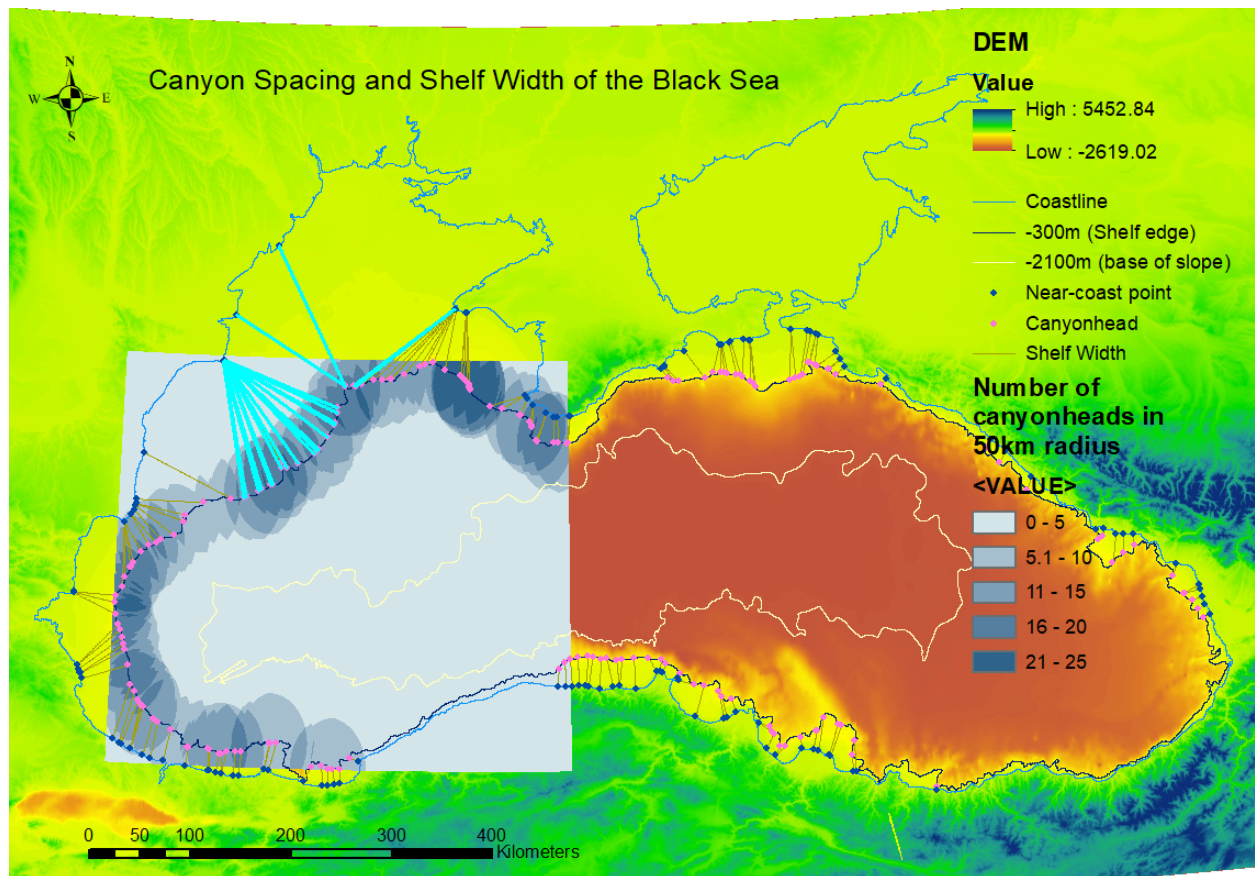 Canyon Spacing and Shelf Width of the Black Sea
N
W
E
S
DEM
Value
High : 5452.84
Low : -2619.02
Coastline
-300m (Shelf edge)
-2100m (base of slope)
Near-coast point
Canyonhead
Shelf Width
Number of
canyonheads in
50km radius
<VALUE>
0 - 5
5.1 - 10
11 - 15
16 - 20
21 - 25
0 50 100 200 300 400
Kilometers